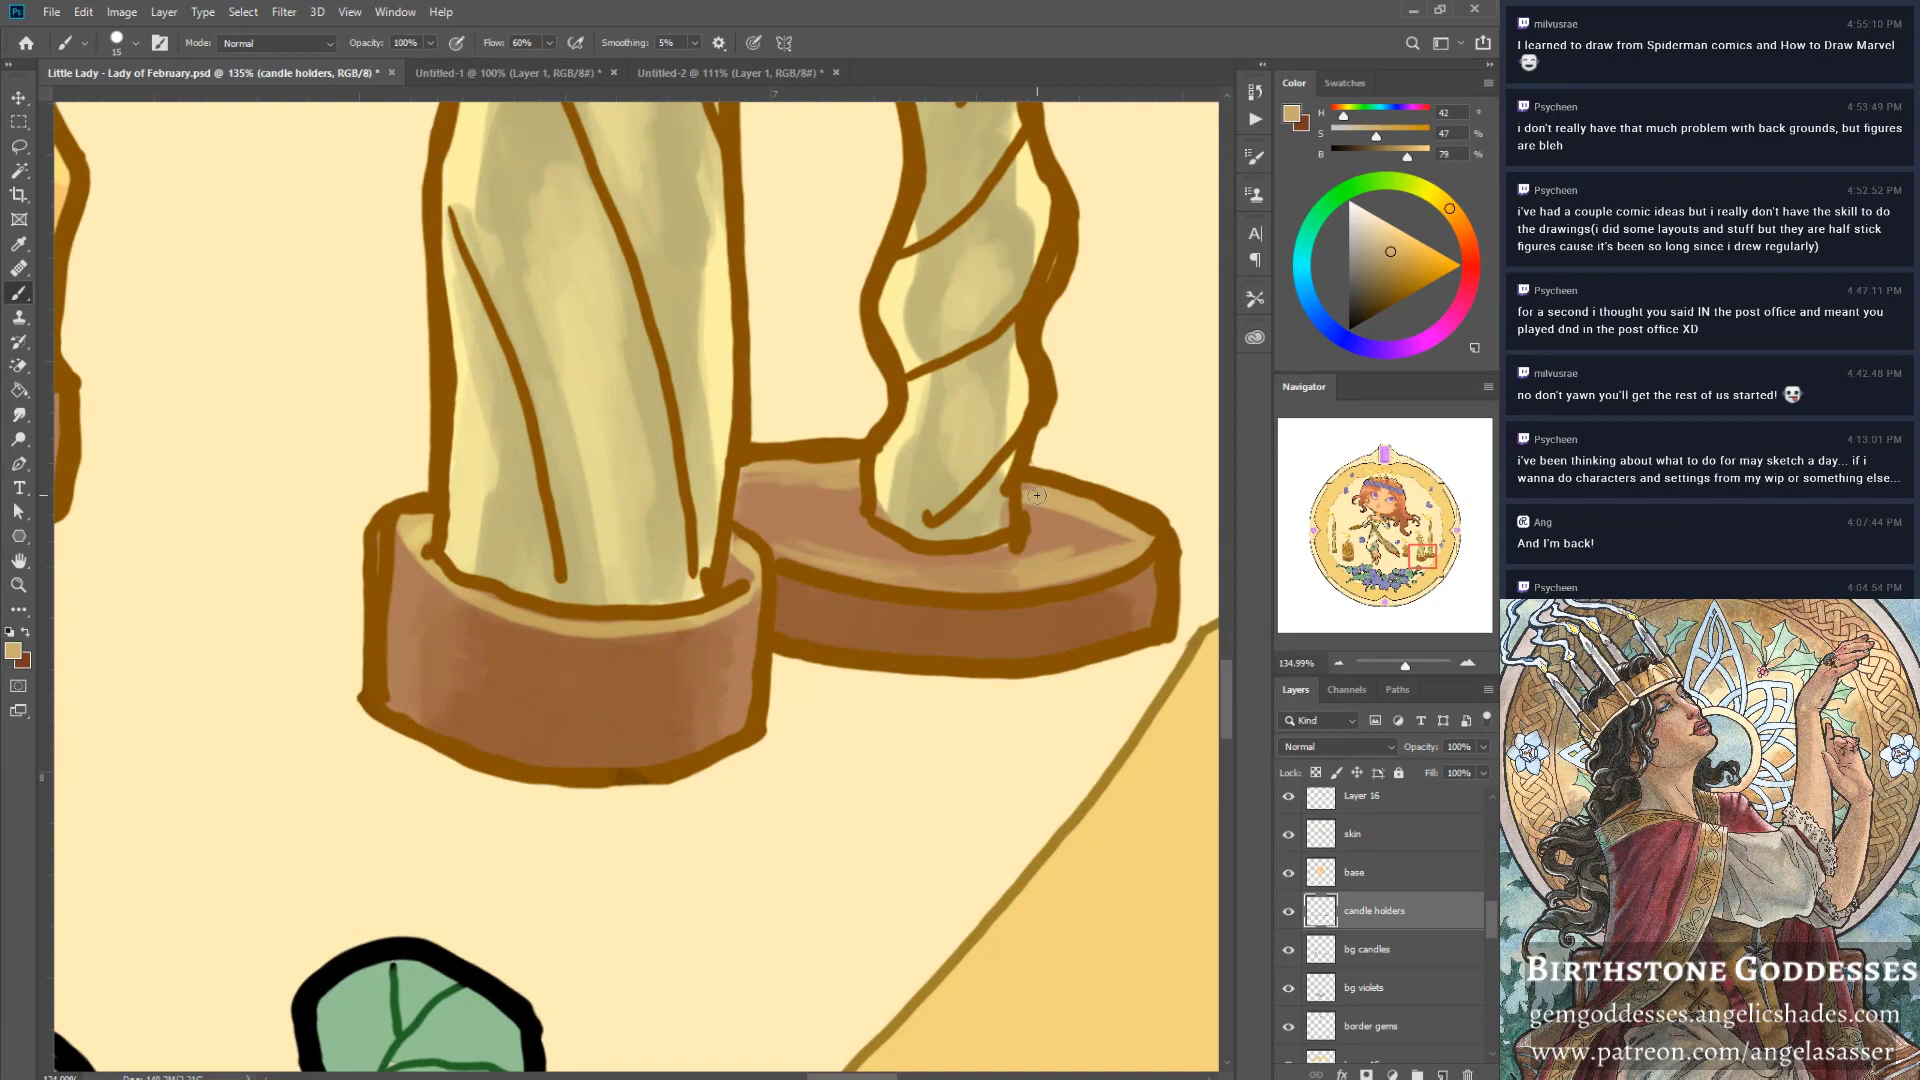 File Edit Image Layer Type Select Filter 3D View Window Help
15 Mode: Normal Opacity: 100% Flow: 60% Smoothing: 5%
Little Lady - Lady of February.psd @ 135% (candle holders, RGB/8) * Untitled-1 @ 100% (Layer 1, RGB/8#) * Untitled-2 @ 111% (Layer 1, RGB/8#) *
7
8
Color Swatches
H 42 °
S 47 %
B 79 %
Navigator
134.99%
Layers Channels Paths
Kind
Normal Opacity: 100%
Lock: Fill: 100%
Layer 16
skin
base
candle holders
bg candles
bg violets
border gems
milvusrae 4:55:10 PM
I learned to draw from Spiderman comics and How to Draw Marvel
Psycheen 4:53:49 PM
i don't really have that much problem with back grounds, but figures
are bleh
Psycheen 4:52:52 PM
i've had a couple comic ideas but i really don't have the skill to do
the drawings(i did some layouts and stuff but they are half stick
figures cause it's been so long since i drew regularly)
Psycheen 4:47:11 PM
for a second i thought you said IN the post office and meant you
played dnd in the post office XD
milvusrae 4:42:48 PM
no don't yawn you'll get the rest of us started!
Psycheen 4:13:01 PM
i've been thinking about what to do for may sketch a day... if i
wanna do characters and settings from my wip or something else...
Ang 4:07:44 PM
And I'm back!
Psycheen 4:04:54 PM
Birthstone Goddesses
gemgoddesses.angelicshades.com
www.patreon.com/angelasasser